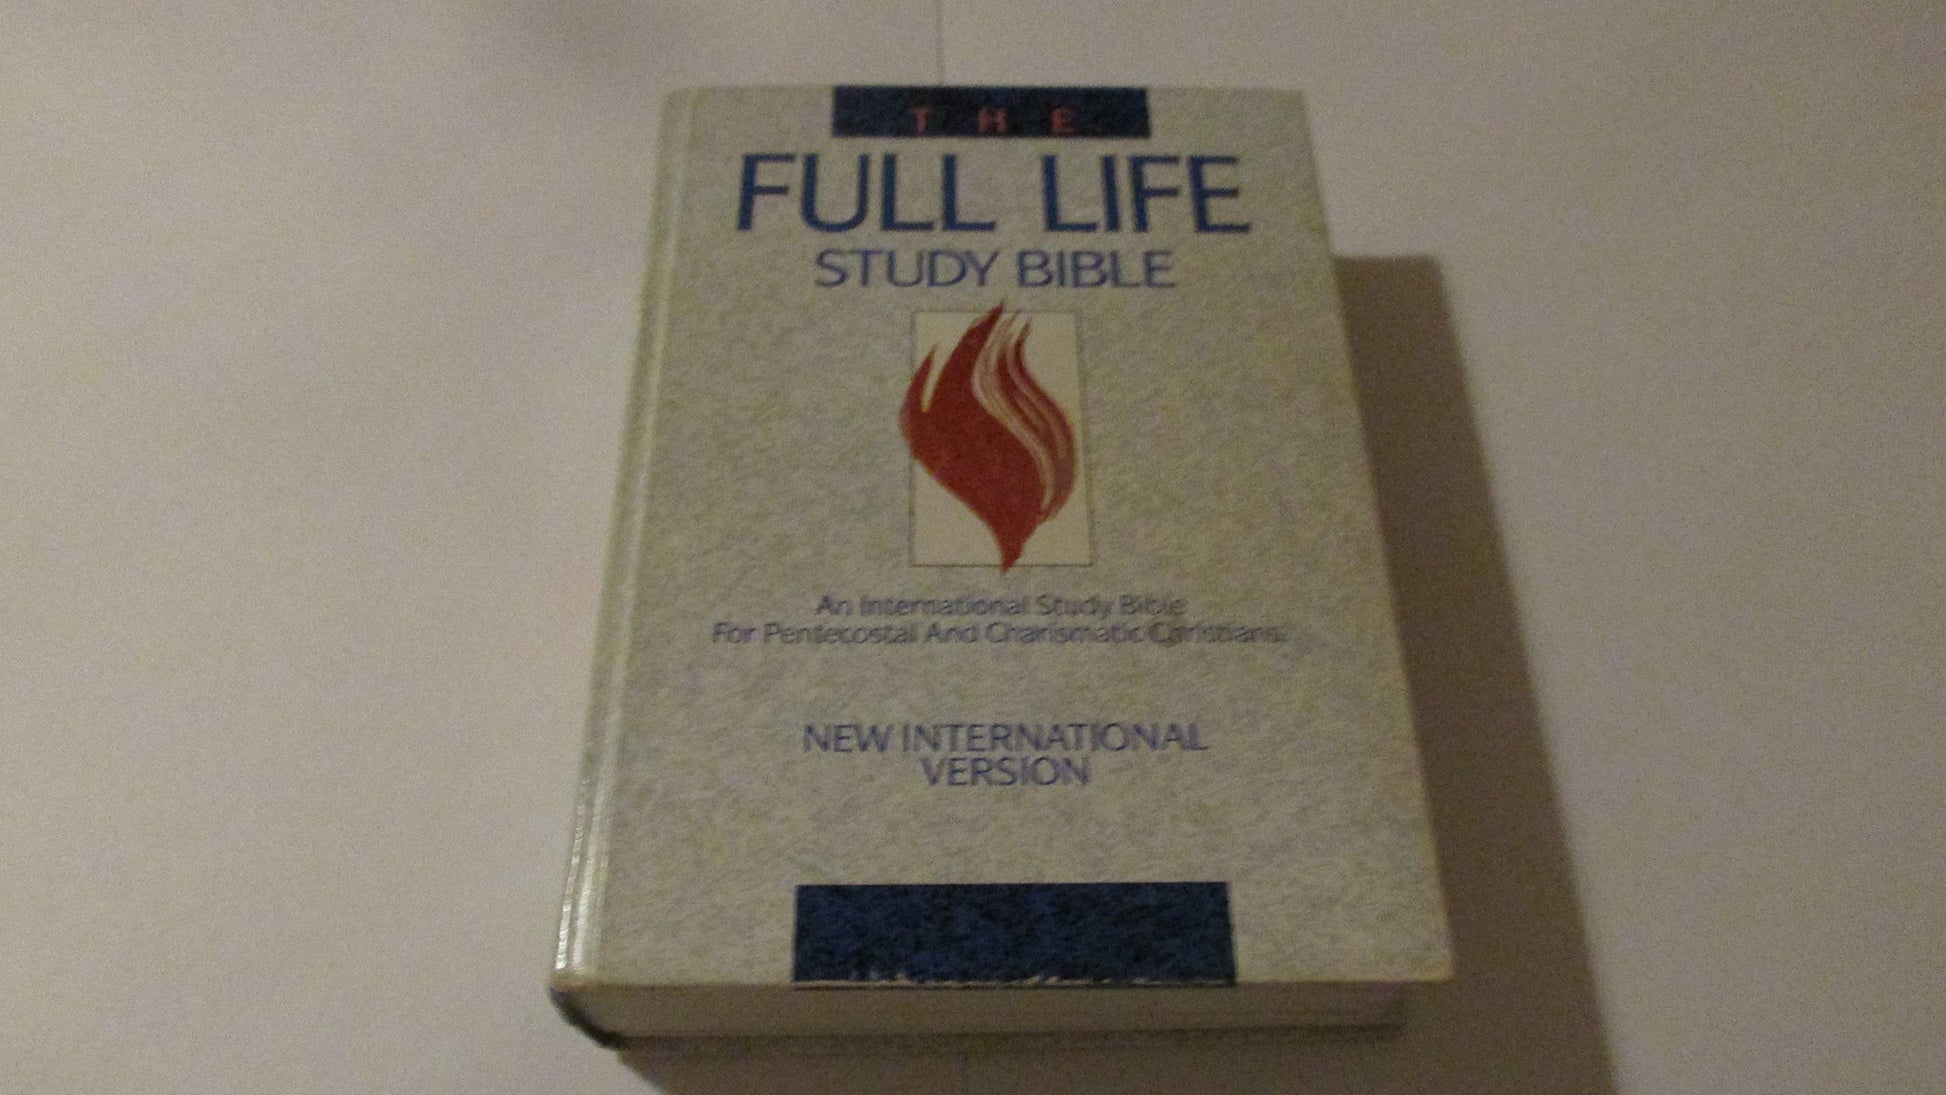 THE
FULL LIFE
STUDY BIBLE
An International Study Bible
For Pentecostal And Charismatic Christians.
NEW INTERNATIONAL
VERSION